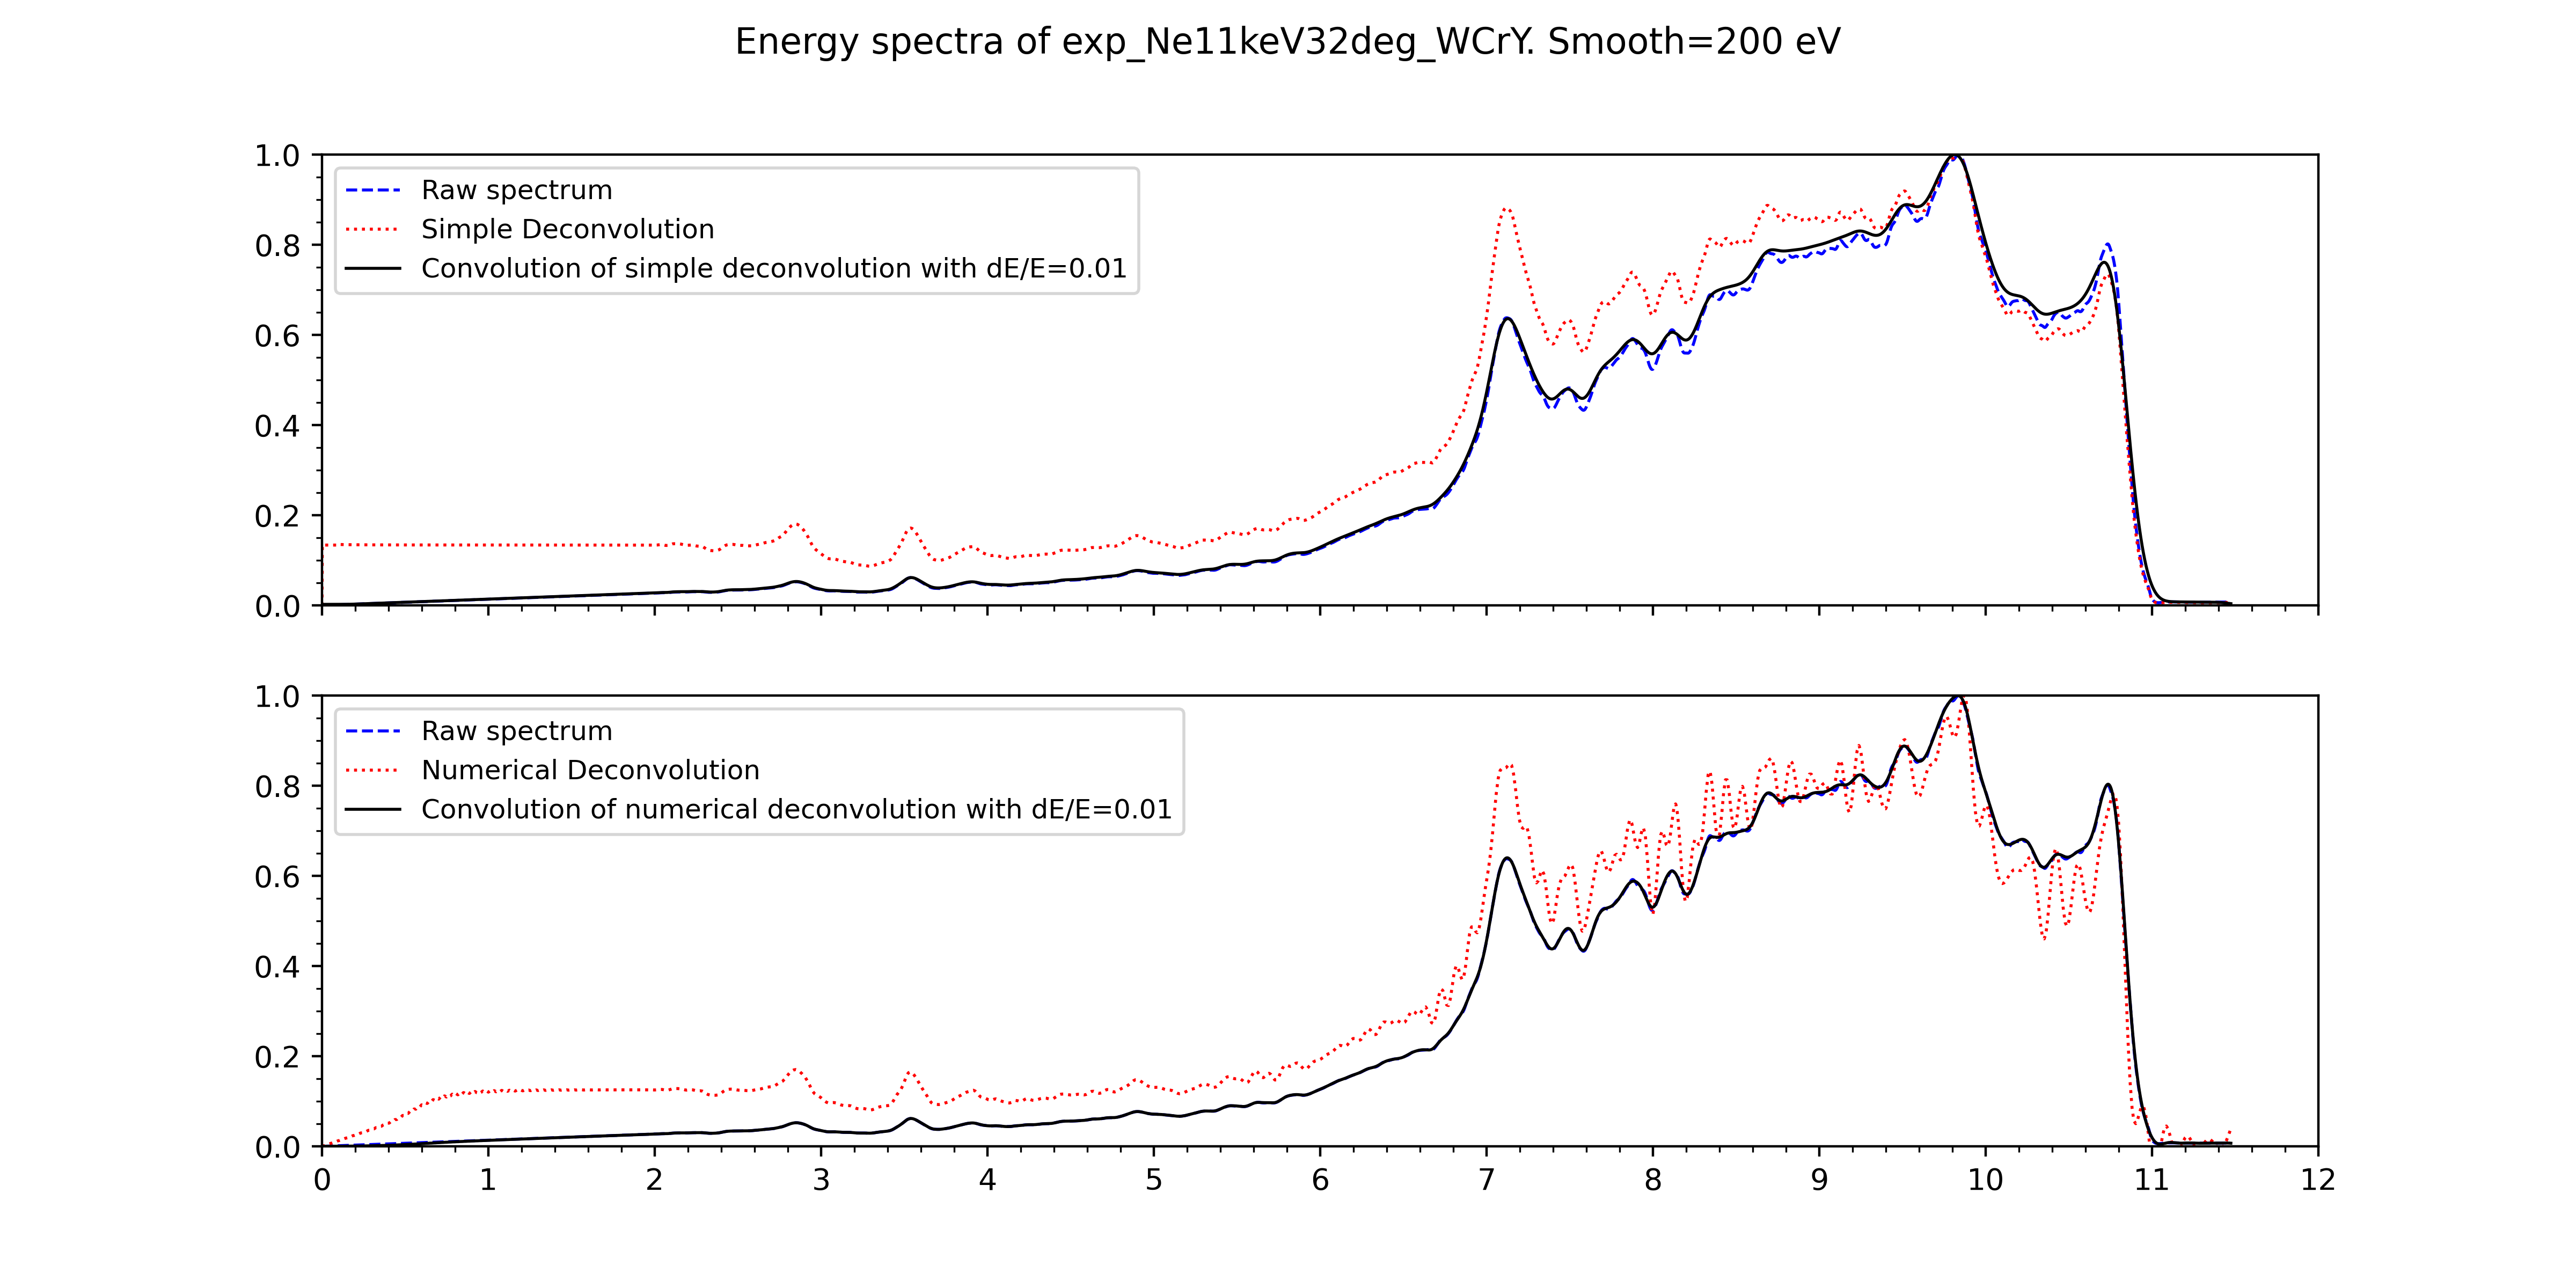 Energy spectra of exp_Ne11keV32deg_WCrY. Smooth=200 eV
1.0
0.8
0.6
0.4
0.2
0.0
Raw spectrum
Simple Deconvolution
Convolution of simple deconvolution with dE/E=0.01
1.0
0.8
0.6
0.4
0.2
0.0
Raw spectrum
Numerical Deconvolution
Convolution of numerical deconvolution with dE/E=0.01
0 1 2 3 4 5 6 7 8 9 10 11 12